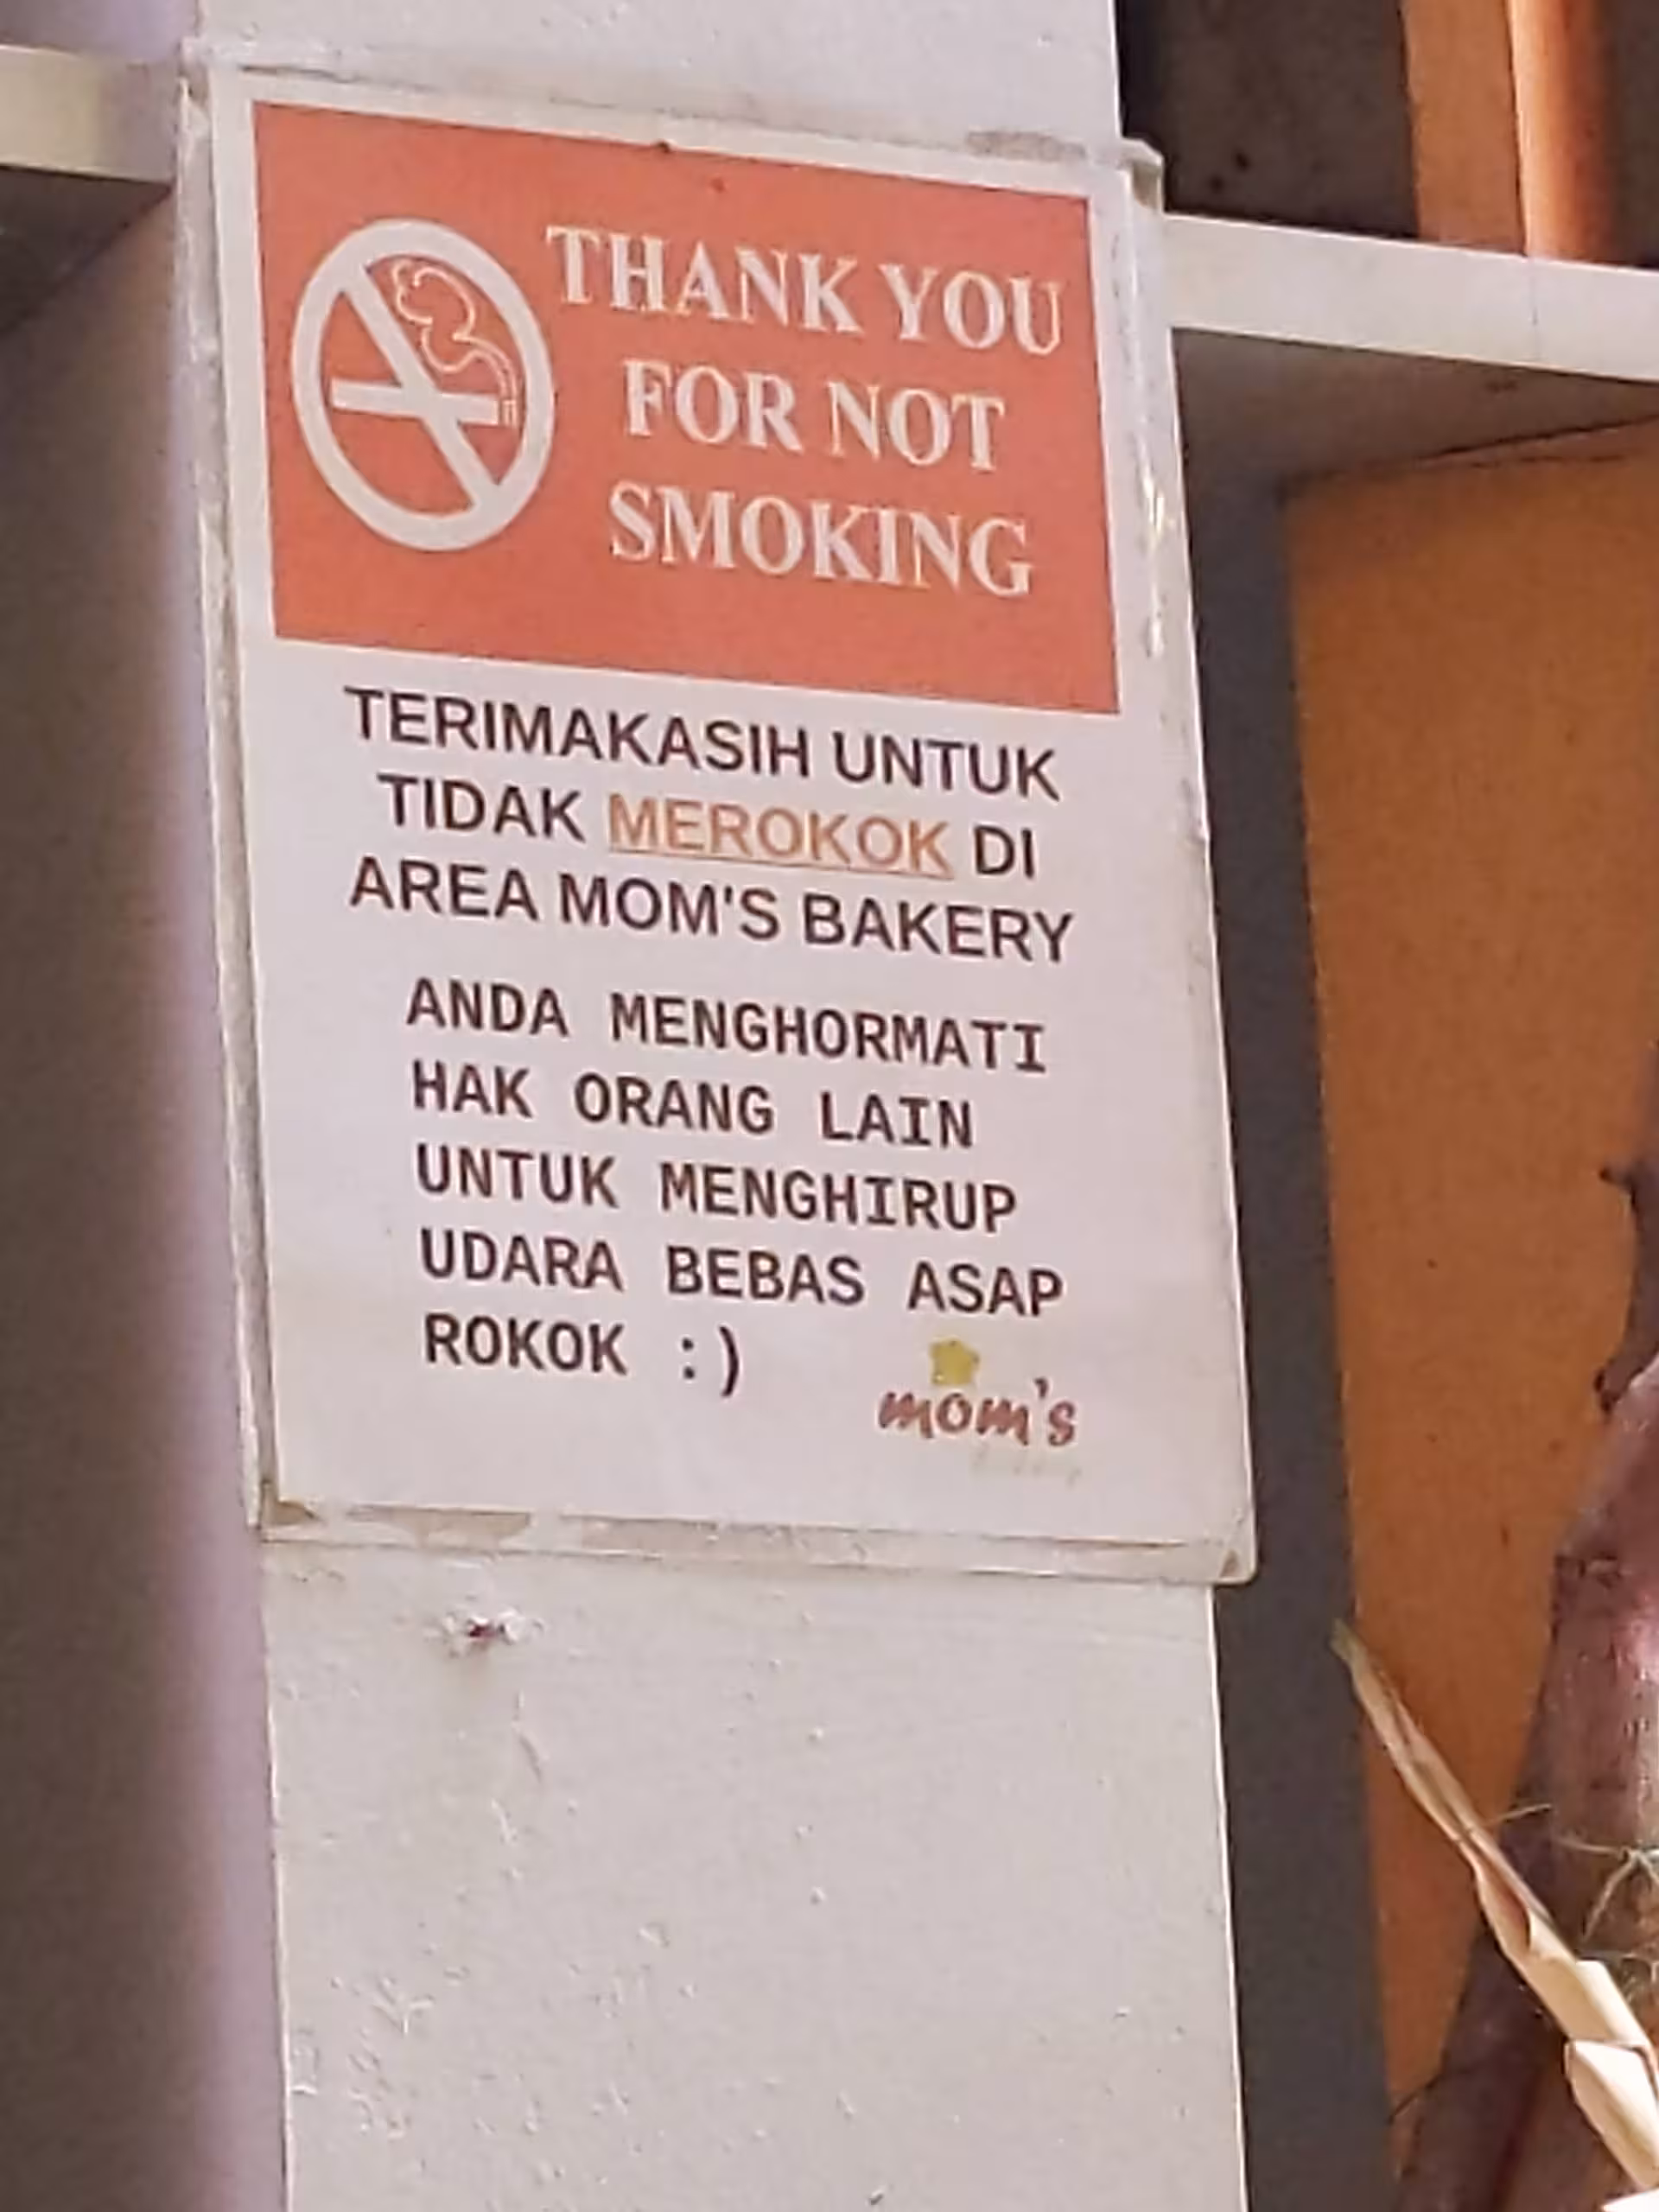 THANK YOU
FOR NOT
SMOKING
TERIMAKASIH UNTUK
TIDAK MEROKOK DI
AREA MOM'S BAKERY
ANDA MENGHORMATI
HAK ORANG LAIN
UNTUK MENGHIRUP
UDARA BEBAS ASAP
ROKOK :)
mom's